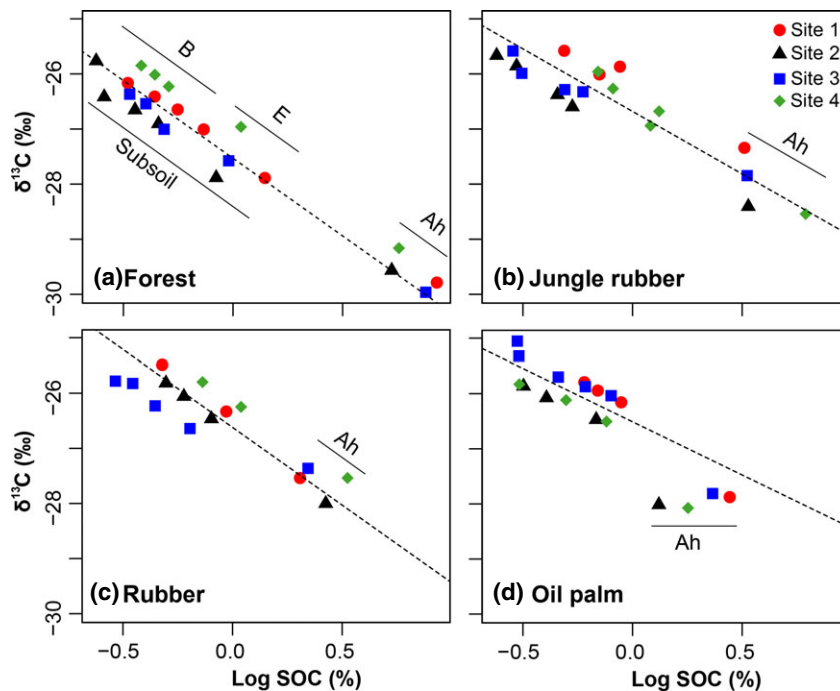 −26 −28 −30
δ¹³C (‰)
B
E
Subsoil
Ah
(a) Forest
Site 1
Site 2
Site 3
Site 4
Ah
(b) Jungle rubber
−26 −28 −30
δ¹³C (‰)
Ah
(c) Rubber
−0.5 0.0 0.5
Log SOC (%)
Ah
(d) Oil palm
−0.5 0.0 0.5
Log SOC (%)